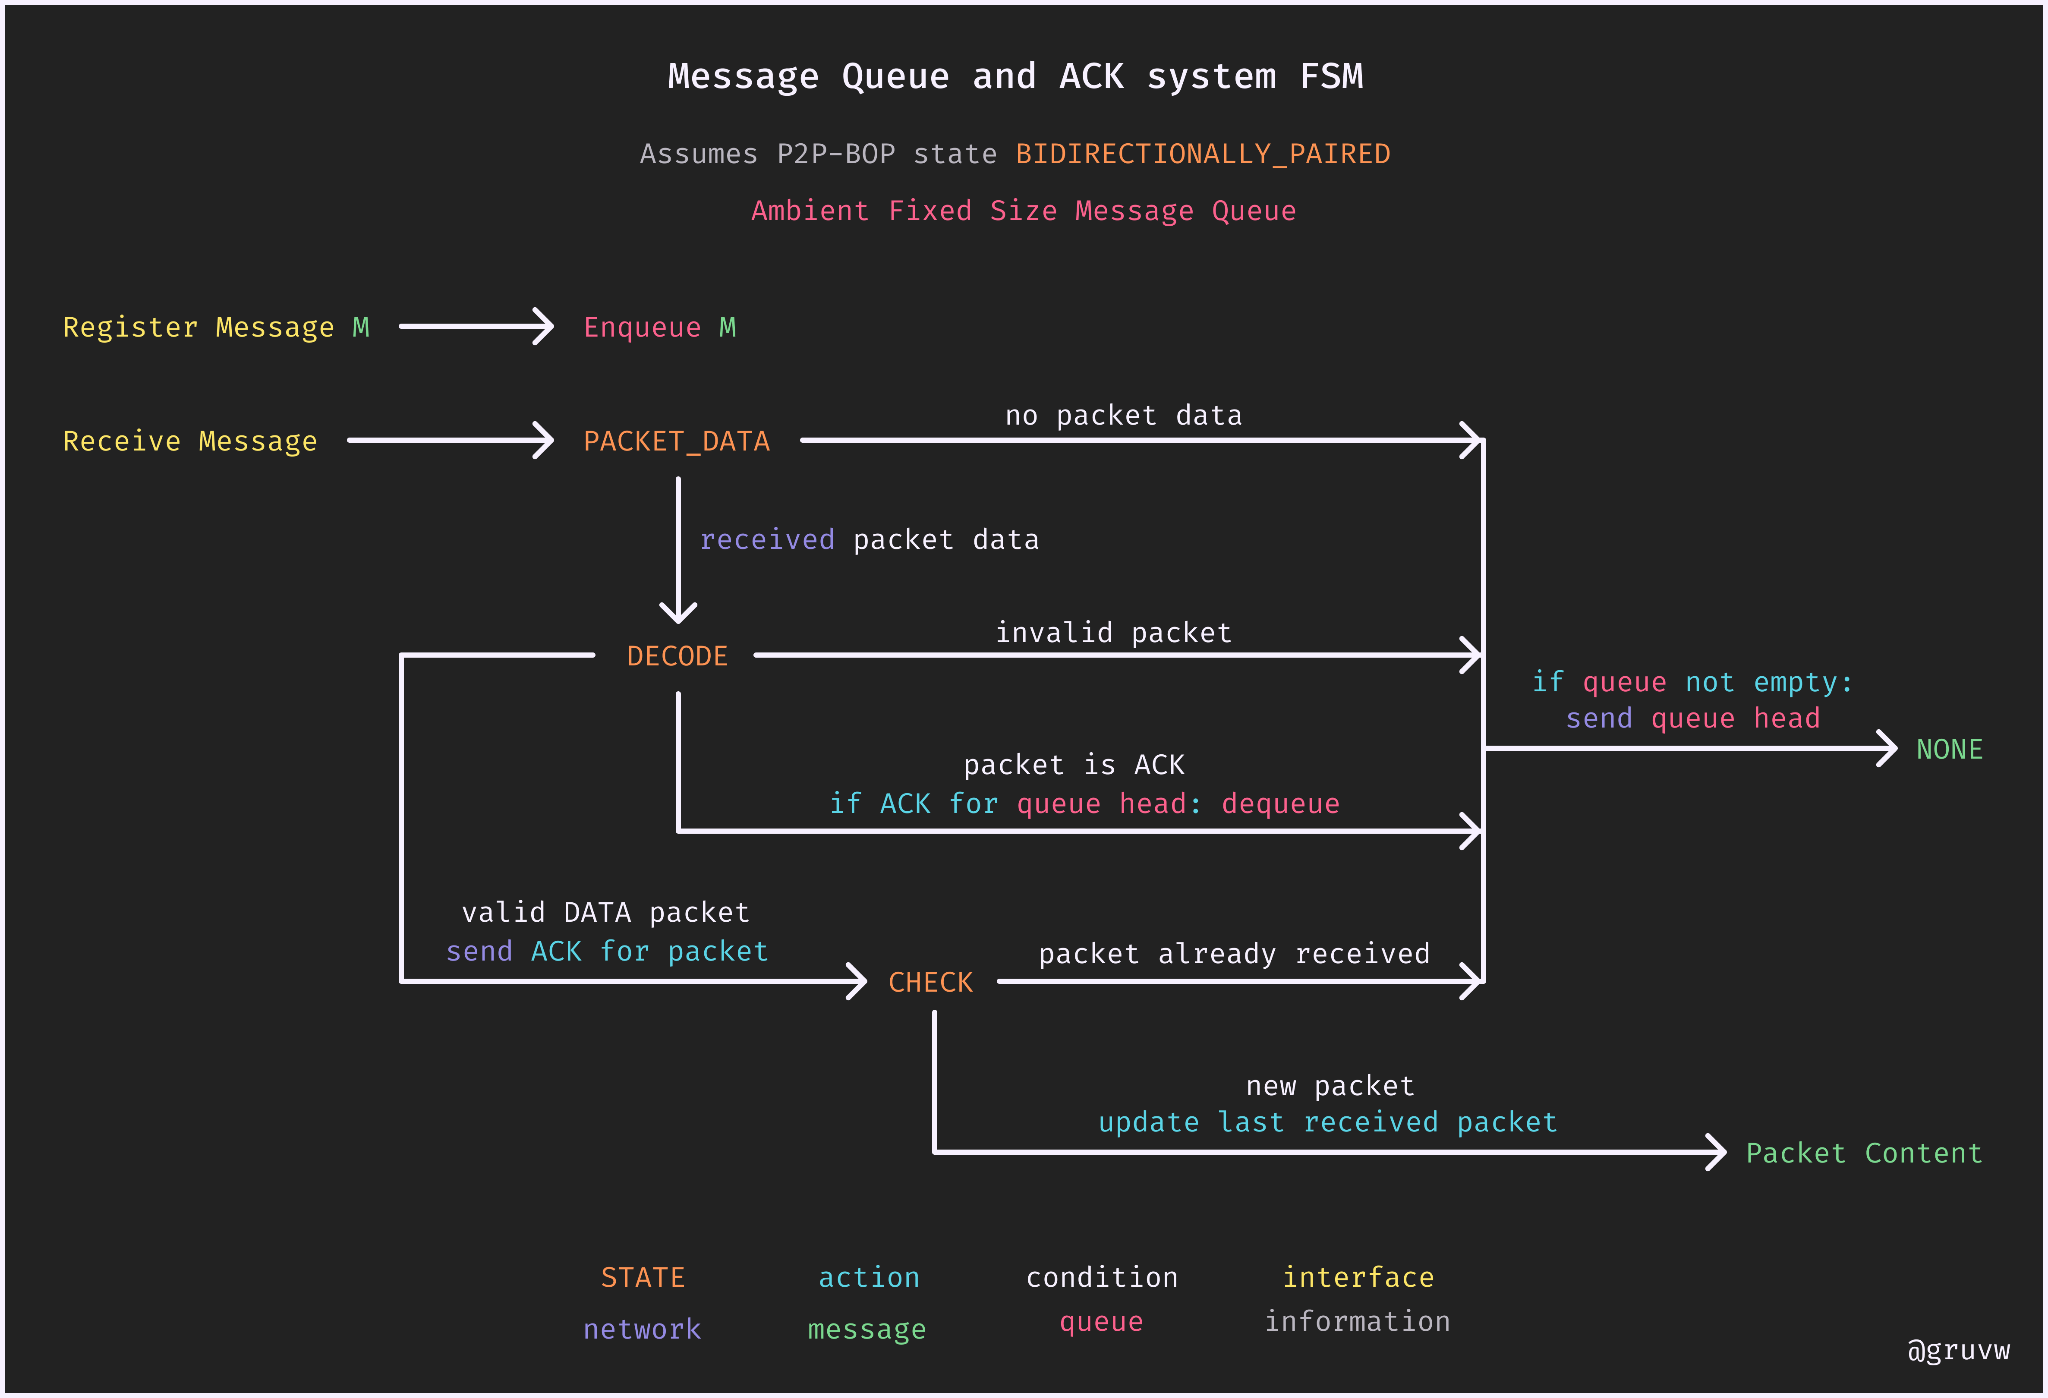 Message Queue and ACK system FSM
Assumes P2P-BOP state BIDIRECTIONALLY_PAIRED
Ambient Fixed Size Message Queue
Register Message M
Enqueue M
Receive Message
PACKET_DATA
no packet data
received packet data
DECODE
invalid packet
if queue not empty:
send queue head
NONE
packet is ACK
if ACK for queue head: dequeue
valid DATA packet
send ACK for packet
CHECK
packet already received
new packet
update last received packet
Packet Content
STATE
action
condition
interface
network
message
queue
information
@gruvw